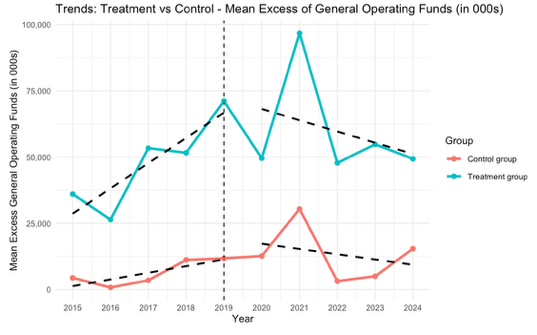 Trends: Treatment vs Control - Mean Excess of General Operating Funds (in 000s)
Mean Excess General Operating Funds (in 000s)
100,000
75,000
50,000
25,000
0
2015 2016 2017 2018 2019 2020 2021 2022 2023 2024
Year
Group
Control group
Treatment group